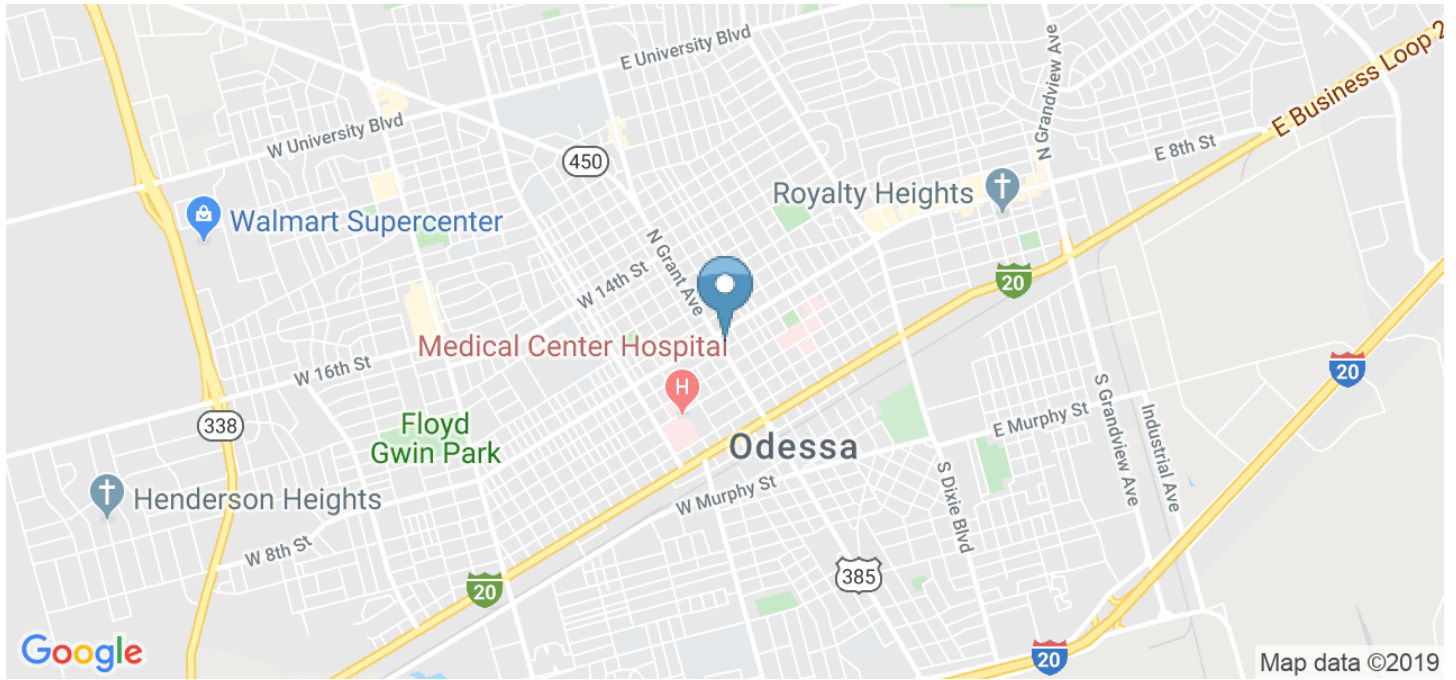 E University Blvd
N Grandview Ave
E Business Loop 2
W University Blvd
450
E 8th St
Royalty Heights
Walmart Supercenter
N Grant Ave
W 14th St
20
Medical Center Hospital
H
W 16th St
20
338
Floyd
Gwin Park
E Murphy St
S Grandview Ave
Industrial Ave
Odessa
Henderson Heights
W Murphy St
S Dixie Blvd
W 8th St
20
385
Google
20
Map data ©2019